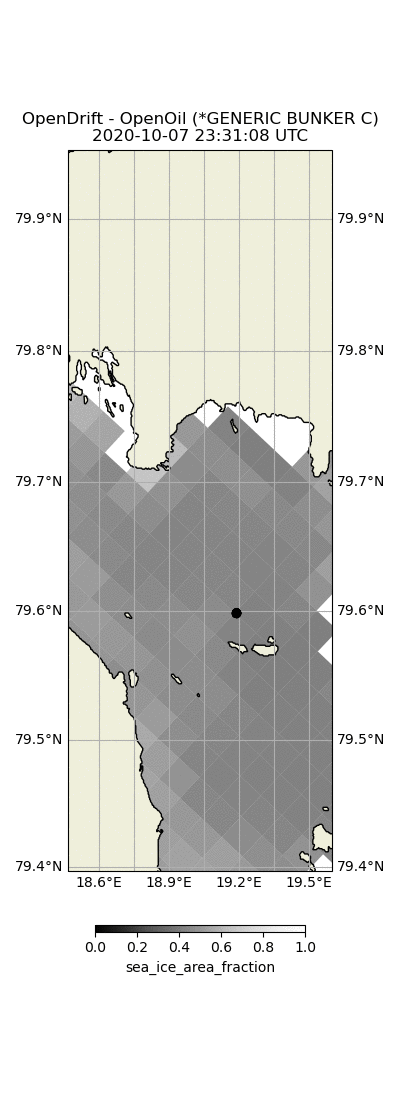 OpenDrift - OpenOil (*GENERIC BUNKER C)
2020-10-07 23:31:08 UTC
79.9°N 79.9°N
79.8°N 79.8°N
79.7°N 79.7°N
79.6°N 79.6°N
79.5°N 79.5°N
79.4°N 79.4°N
18.6°E 18.9°E 19.2°E 19.5°E
0.0 0.2 0.4 0.6 0.8 1.0
sea_ice_area_fraction